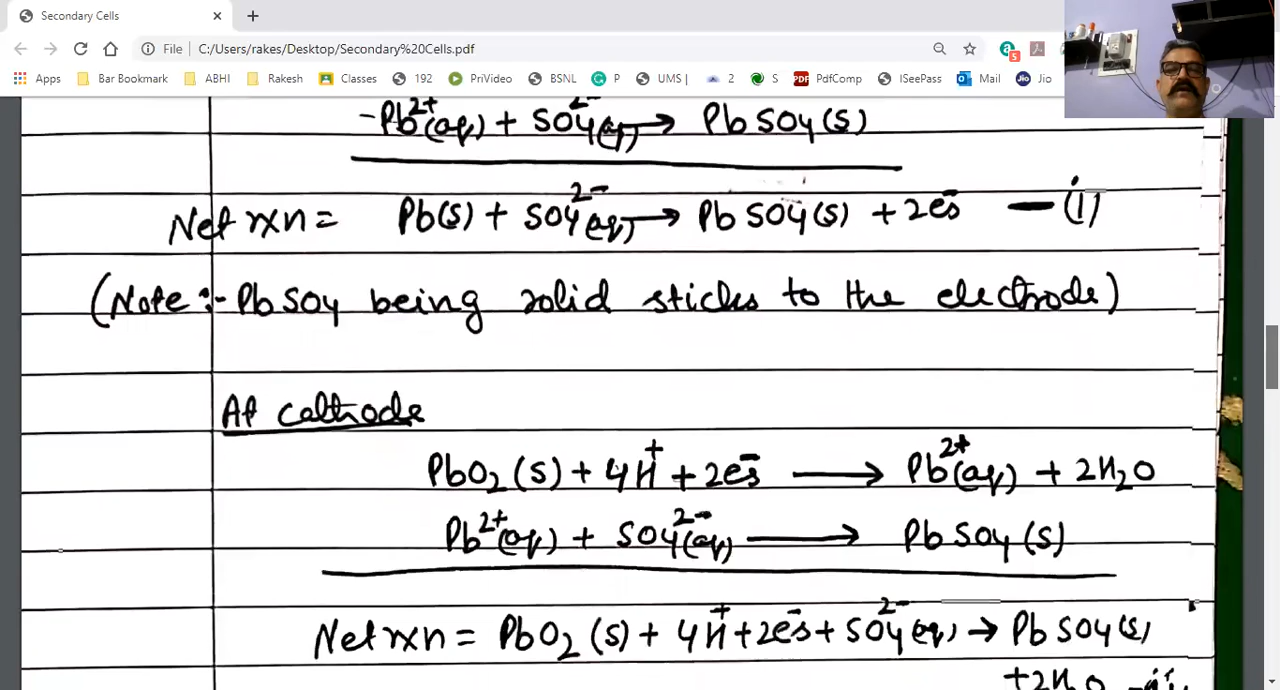 Secondary Cells
File C:/Users/rakes/Desktop/Secondary%20Cells.pdf
Apps Bar Bookmark ABHI Rakesh Classes 192 PriVideo BSNL P UMS | 2 S PdfComp ISeePass Mail Jio
Pb²⁺(aq) + SO₄²⁻(aq) → PbSO₄(s)
Net rxn = Pb(s) + SO₄²⁻(aq) → PbSO₄(s) + 2es⁻ — (i)
(Note :- PbSO₄ being solid sticks to the electrode)
At cathode
PbO₂(s) + 4H⁺ + 2es⁻ → Pb²⁺(aq) + 2H₂O
Pb²⁺(aq) + SO₄²⁻(aq) → PbSO₄(s)
Net rxn = PbO₂(s) + 4H⁺ + 2es⁻ + SO₄²⁻(aq) → PbSO₄(s)
+2H₂O